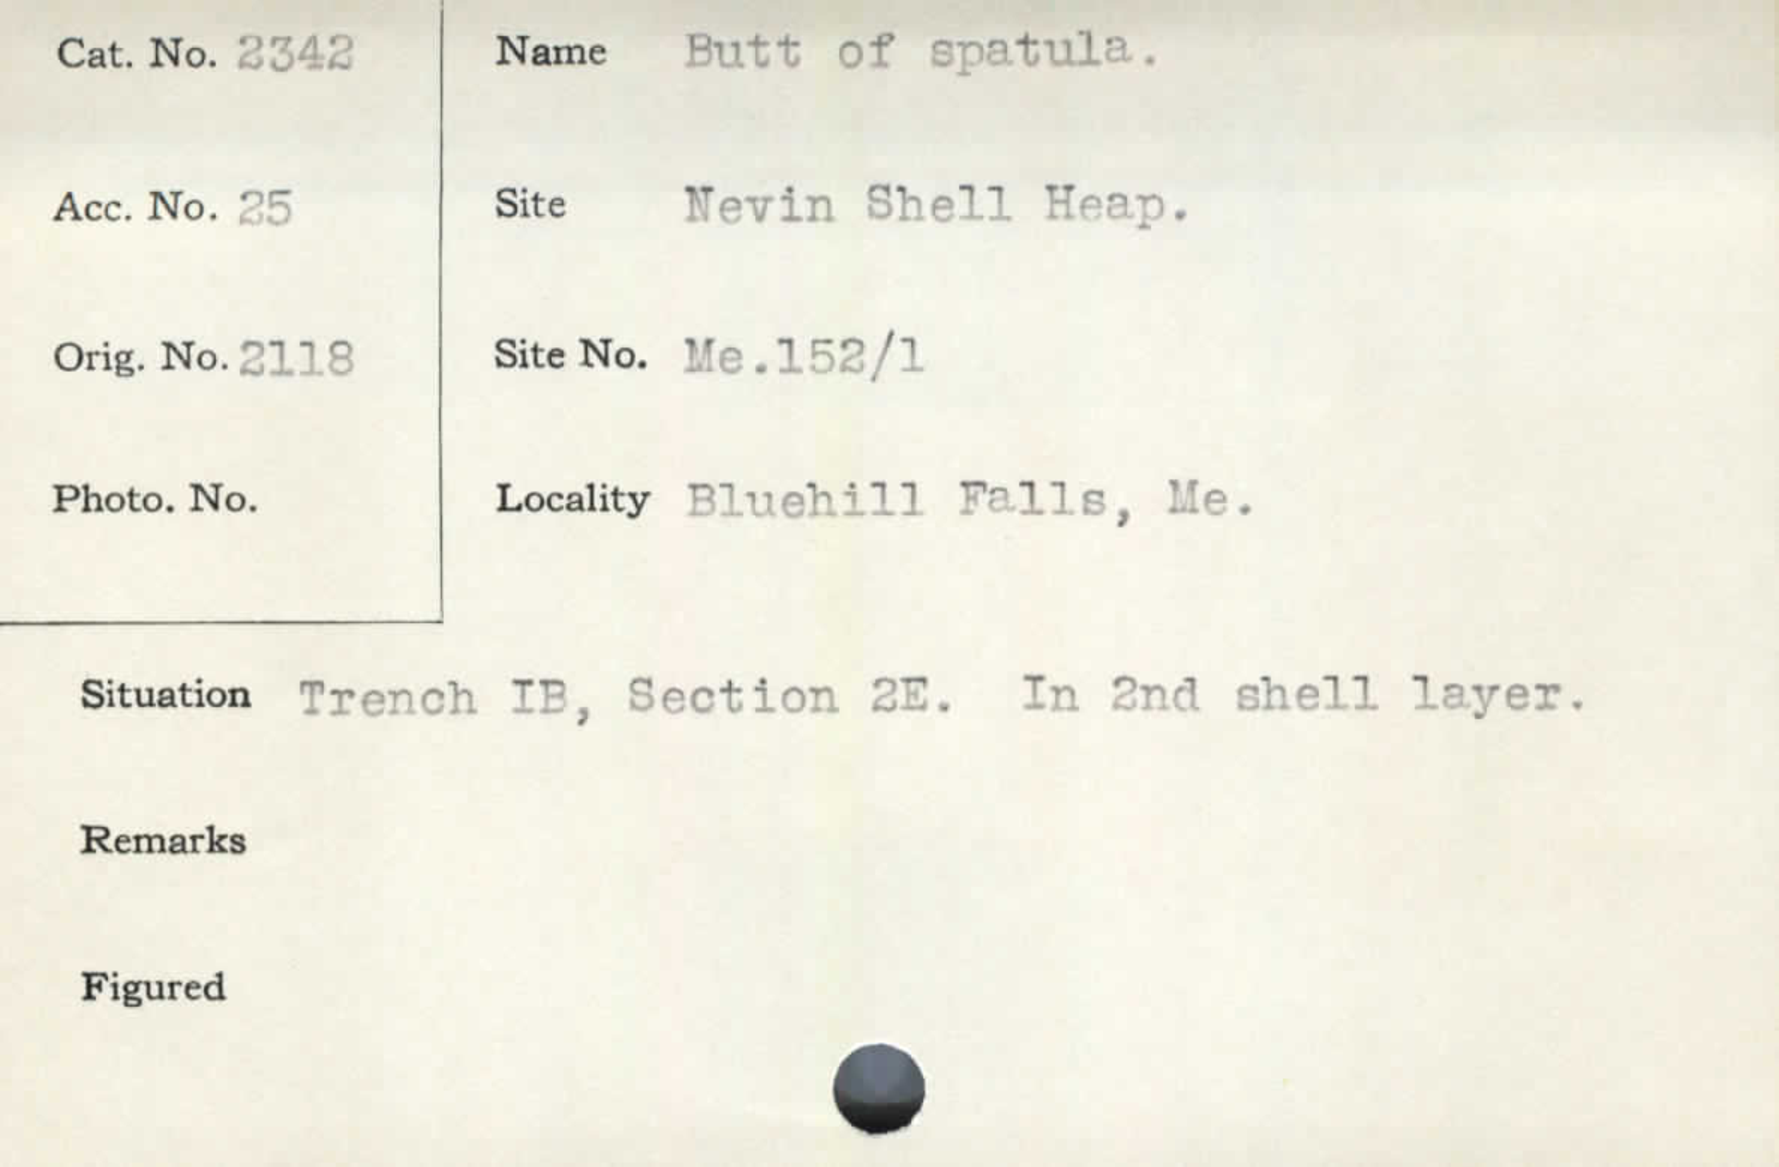 Cat. No. 2342
Name Butt of spatula.
Acc. No. 25
Site Nevin Shell Heap.
Orig. No. 2118
Site No. Me.152/1
Photo. No.
Locality Bluehill Falls, Me.
Situation Trench IB, Section 2E. In 2nd shell layer.
Remarks
Figured